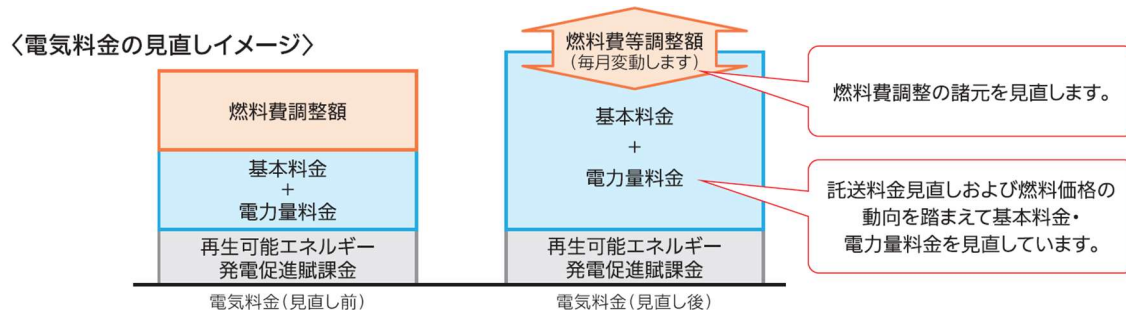 〈電気料金の見直しイメージ〉
燃料費調整額
基本料金
+
電力量料金
再生可能エネルギー
発電促進賦課金
電気料金(見直し前)
燃料費等調整額
(毎月変動します)
基本料金
+
電力量料金
再生可能エネルギー
発電促進賦課金
電気料金(見直し後)
燃料費調整の諸元を見直します。
託送料金見直しおよび燃料価格の
動向を踏まえて基本料金・
電力量料金を見直しています。